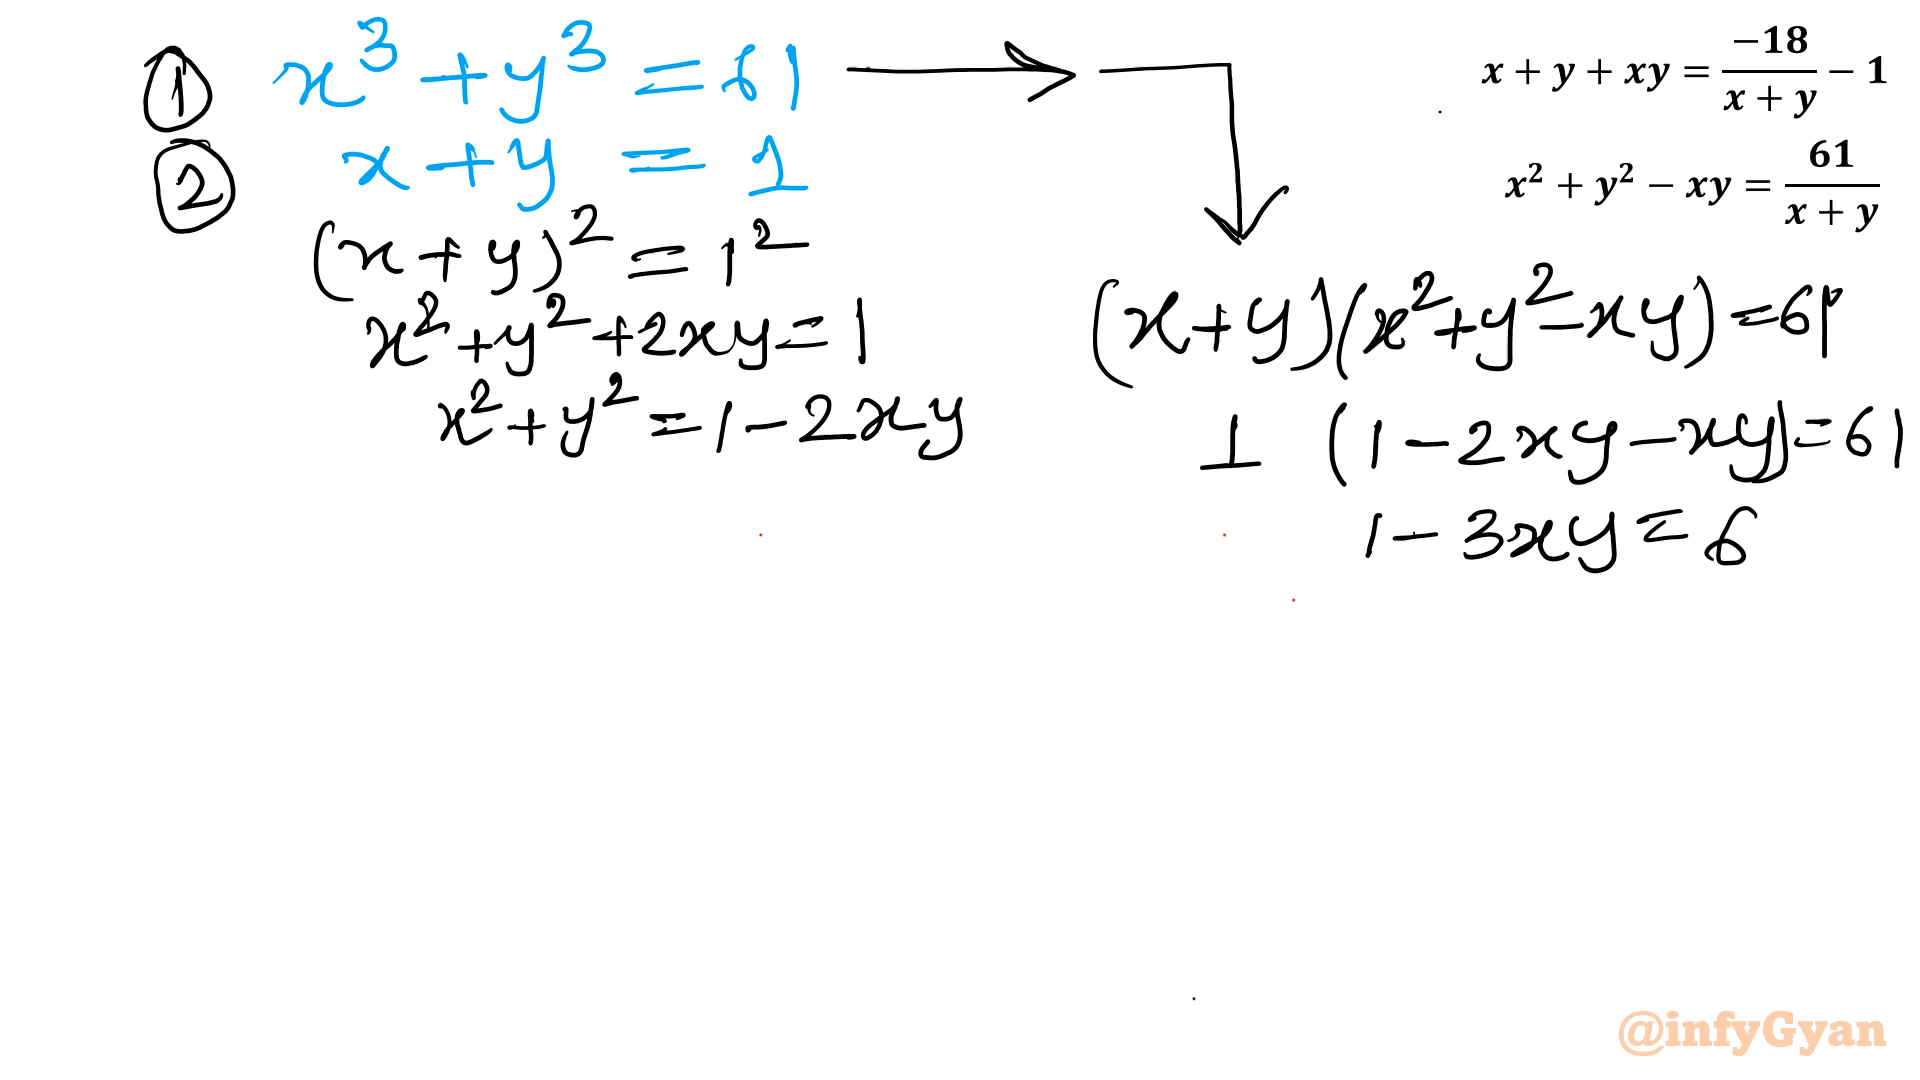 ① x³ + y³ = 61
② x + y = 1
(x + y)² = 1²
x² + y² + 2xy = 1
x² + y² = 1 - 2xy
x + y + xy = -18/(x + y) - 1
x² + y² - xy = 61/(x + y)
(x + y)(x² + y² - xy) = 61
1 (1 - 2xy - xy) = 61
1 - 3xy = 6
@infyGyan